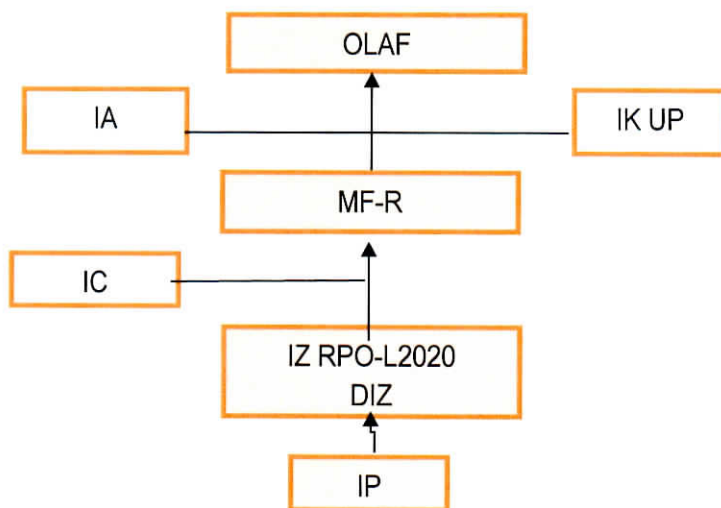 OLAF
IA
IK UP
MF-R
IC
IZ RPO-L2020
DIZ
IP